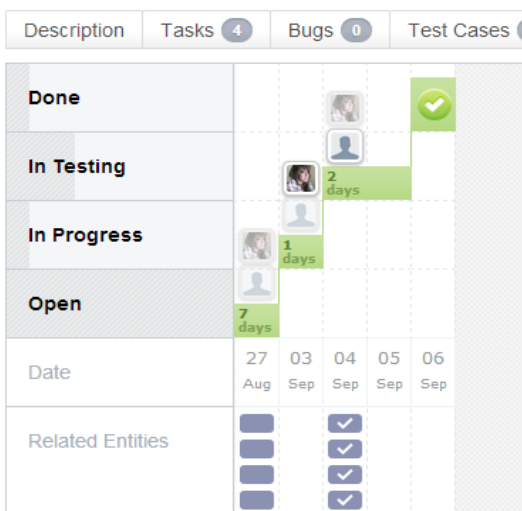 Description Tasks 4 Bugs 0 Test Cases
Done
In Testing
2
days
In Progress
1
days
Open
7
days
Date
27 03 04 05 06
Aug Sep Sep Sep Sep
Related Entities